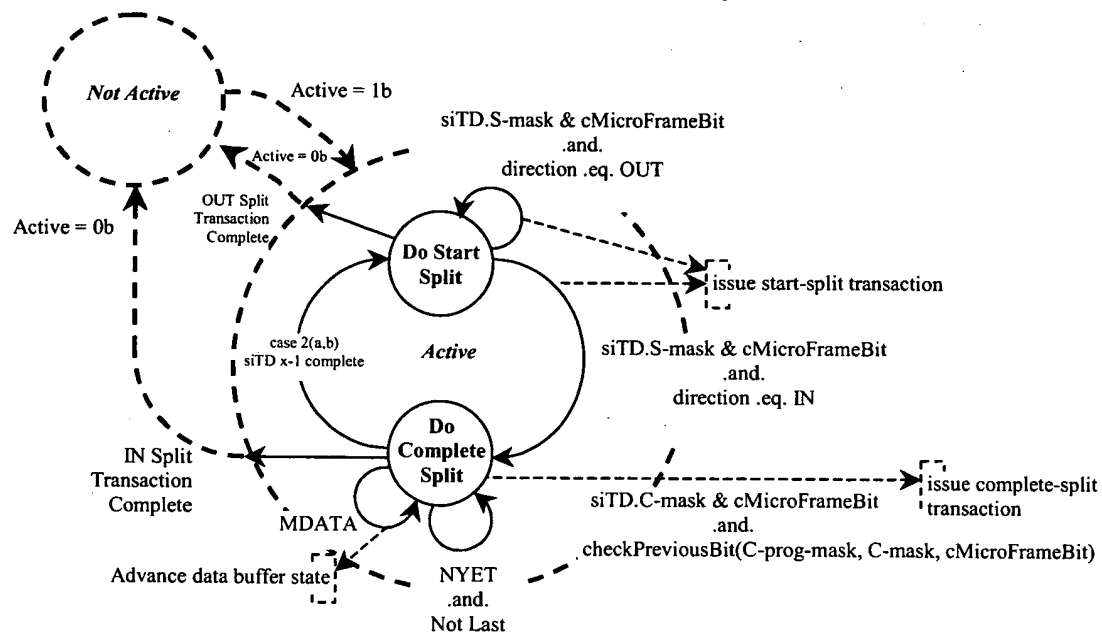 Not Active
Active = 1b
siTD.S-mask & cMicroFrameBit
.and.
direction .eq. OUT
Active = 0b
OUT Split
Transaction
Complete
Active = 0b
Do Start
Split
issue start-split transaction
case 2(a,b)
siTD x-1 complete
Active
siTD.S-mask & cMicroFrameBit
.and.
direction .eq. IN
Do
Complete
Split
IN Split
Transaction
Complete
issue complete-split
transaction
siTD.C-mask & cMicroFrameBit
.and.
checkPreviousBit(C-prog-mask, C-mask, cMicroFrameBit)
MDATA
Advance data buffer state
NYET
.and.
Not Last